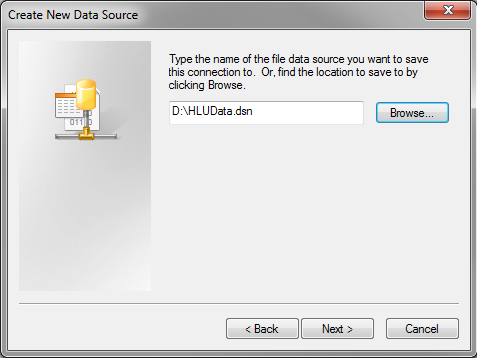 Create New Data Source
Type the name of the file data source you want to save
this connection to.  Or, find the location to save to by
clicking Browse.
D:\HLUData.dsn
Browse...
< Back
Next >
Cancel